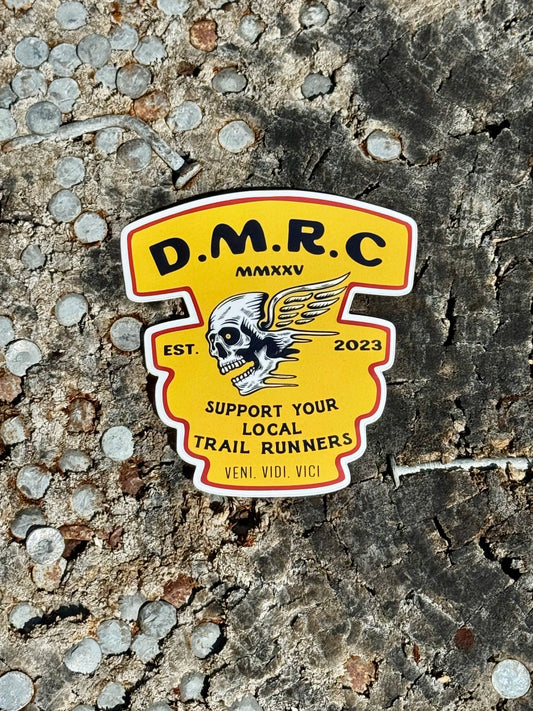 D.M.R.C
MMXXV
EST. 2023
SUPPORT YOUR
LOCAL
TRAIL RUNNERS
VENI. VIDI. VICI